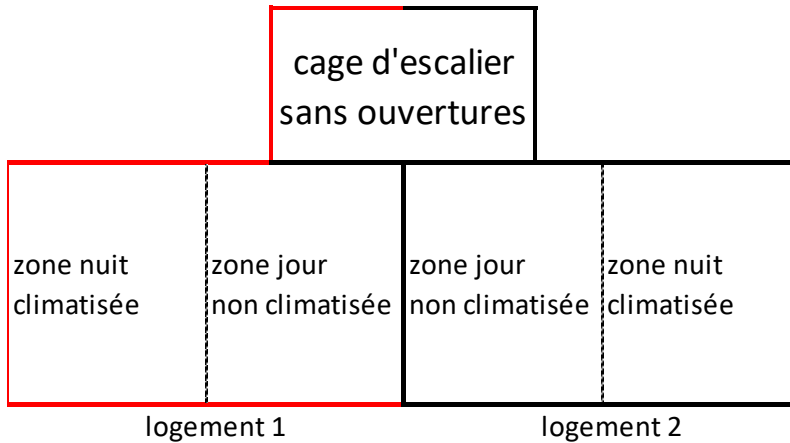 cage d'escalier
sans ouvertures
zone nuit
climatisée
zone jour
non climatisée
zone jour
non climatisée
zone nuit
climatisée
logement 1
logement 2